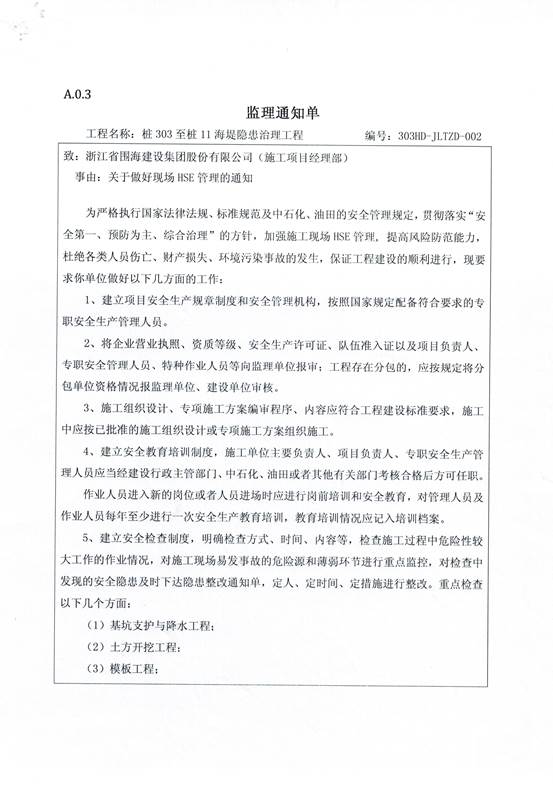 A.0.3
监理通知单
工程名称：桩 303 至桩 11 海堤隐患治理工程 编号：303HD-JLTZD-002
致：浙江省围海建设集团股份有限公司（施工项目经理部）
事由：关于做好现场 HSE 管理的通知
为严格执行国家法律法规、标准规范及中石化、油田的安全管理规定，贯彻落实“安
全第一、预防为主、综合治理”的方针，加强施工现场 HSE 管理，提高风险防范能力，
杜绝各类人员伤亡、财产损失、环境污染事故的发生，保证工程建设的顺利进行，现要
求你单位做好以下几方面的工作：
1、建立项目安全生产规章制度和安全管理机构，按照国家规定配备符合要求的专
职安全生产管理人员。
2、将企业营业执照、资质等级、安全生产许可证、队伍准入证以及项目负责人、
专职安全管理人员、特种作业人员等向监理单位报审；工程存在分包的，应按规定将分
包单位资格情况报监理单位、建设单位审核。
3、施工组织设计、专项施工方案编审程序、内容应符合工程建设标准要求，施工
中应按已批准的施工组织设计或专项施工方案组织施工。
4、建立安全教育培训制度，施工单位主要负责人、项目负责人、专职安全生产管
理人员应当经建设行政主管部门、中石化、油田或者其他有关部门考核合格后方可任职。
作业人员进入新的岗位或者人员进场时应进行岗前培训和安全教育，对管理人员及
作业人员每年至少进行一次安全生产教育培训，教育培训情况应记入培训档案。
5、建立安全检查制度，明确检查方式、时间、内容等，检查施工过程中危险性较
大工作的作业情况，对施工现场易发事故的危险源和薄弱环节进行重点监控，对检查中
发现的安全隐患及时下达隐患整改通知单，定人、定时间、定措施进行整改。重点检查
以下几个方面：
（1）基坑支护与降水工程；
（2）土方开挖工程；
（3）模板工程；